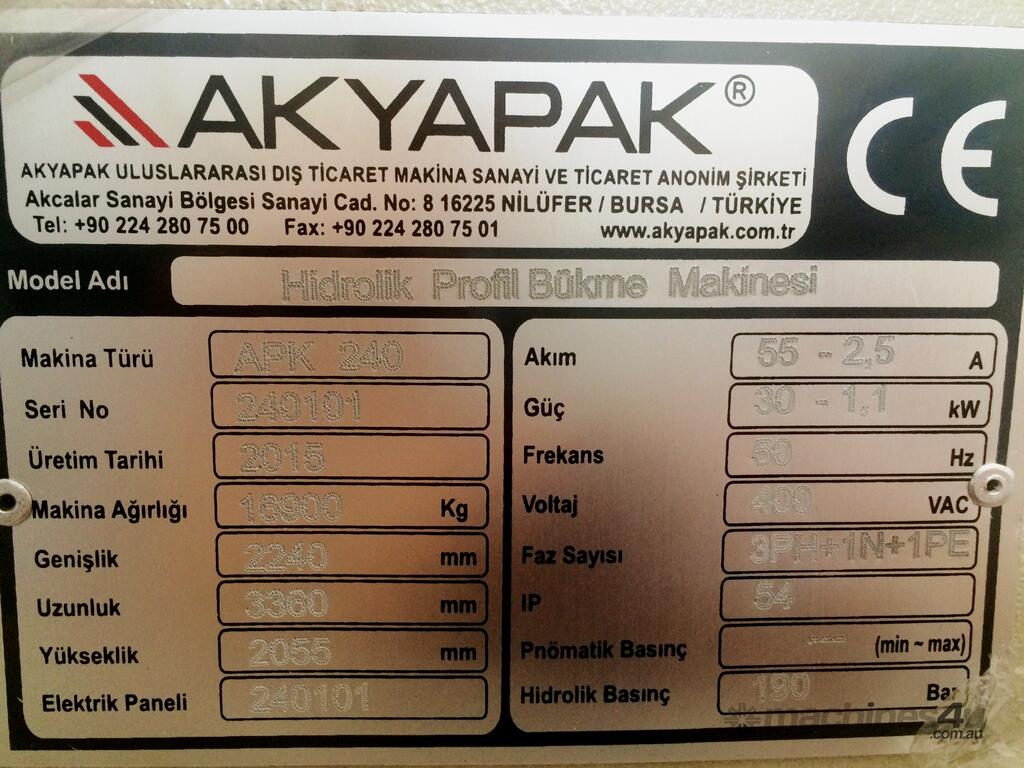 AKYAPAK®
CE
AKYAPAK ULUSLARARASI DIŞ TİCARET MAKİNA SANAYİ VE TİCARET ANONİM ŞİRKETİ
Akcalar Sanayi Bölgesi Sanayi Cad. No: 8 16225 NİLÜFER / BURSA / TÜRKİYE
Tel: +90 224 280 75 00 Fax: +90 224 280 75 01 www.akyapak.com.tr
Model Adı Hidrolik Profil Bükme Makinesi
Makina Türü APK 240
Seri No 240101
Üretim Tarihi 2015
Makina Ağırlığı 16900 Kg
Genişlik 2240 mm
Uzunluk 3360 mm
Yükseklik 2055 mm
Elektrik Paneli 240101
Akım 55 - 2,5 A
Güç 30 - 1,1 kW
Frekans 50 Hz
Voltaj 400 VAC
Faz Sayısı 3PH+1N+1PE
IP 54
Pnömatik Basınç ---- (min ~ max)
Hidrolik Basınç 190 Bar
machines4u
.com.au